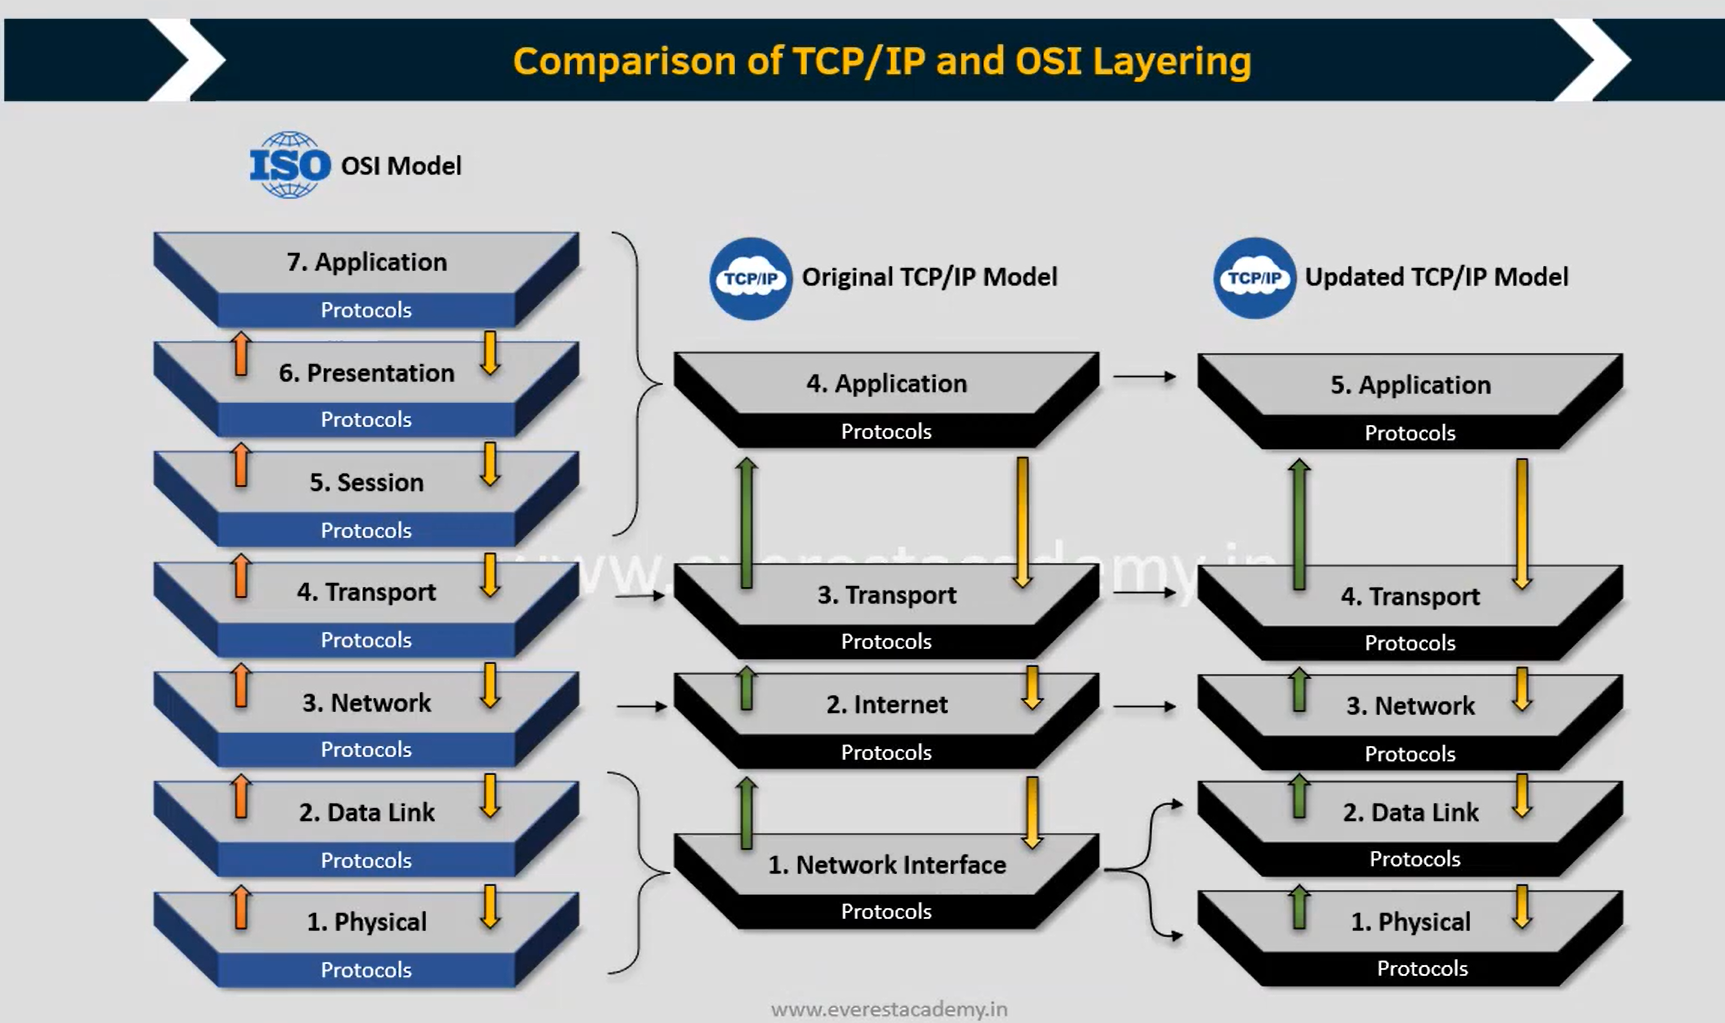 Comparison of TCP/IP and OSI Layering
ISO OSI Model
7. Application
Protocols
6. Presentation
Protocols
5. Session
Protocols
4. Transport
Protocols
3. Network
Protocols
2. Data Link
Protocols
1. Physical
Protocols
TCP/IP Original TCP/IP Model
4. Application
Protocols
3. Transport
Protocols
2. Internet
Protocols
1. Network Interface
Protocols
TCP/IP Updated TCP/IP Model
5. Application
Protocols
4. Transport
Protocols
3. Network
Protocols
2. Data Link
Protocols
1. Physical
Protocols
www.everestacademy.in
www.everestacademy.in